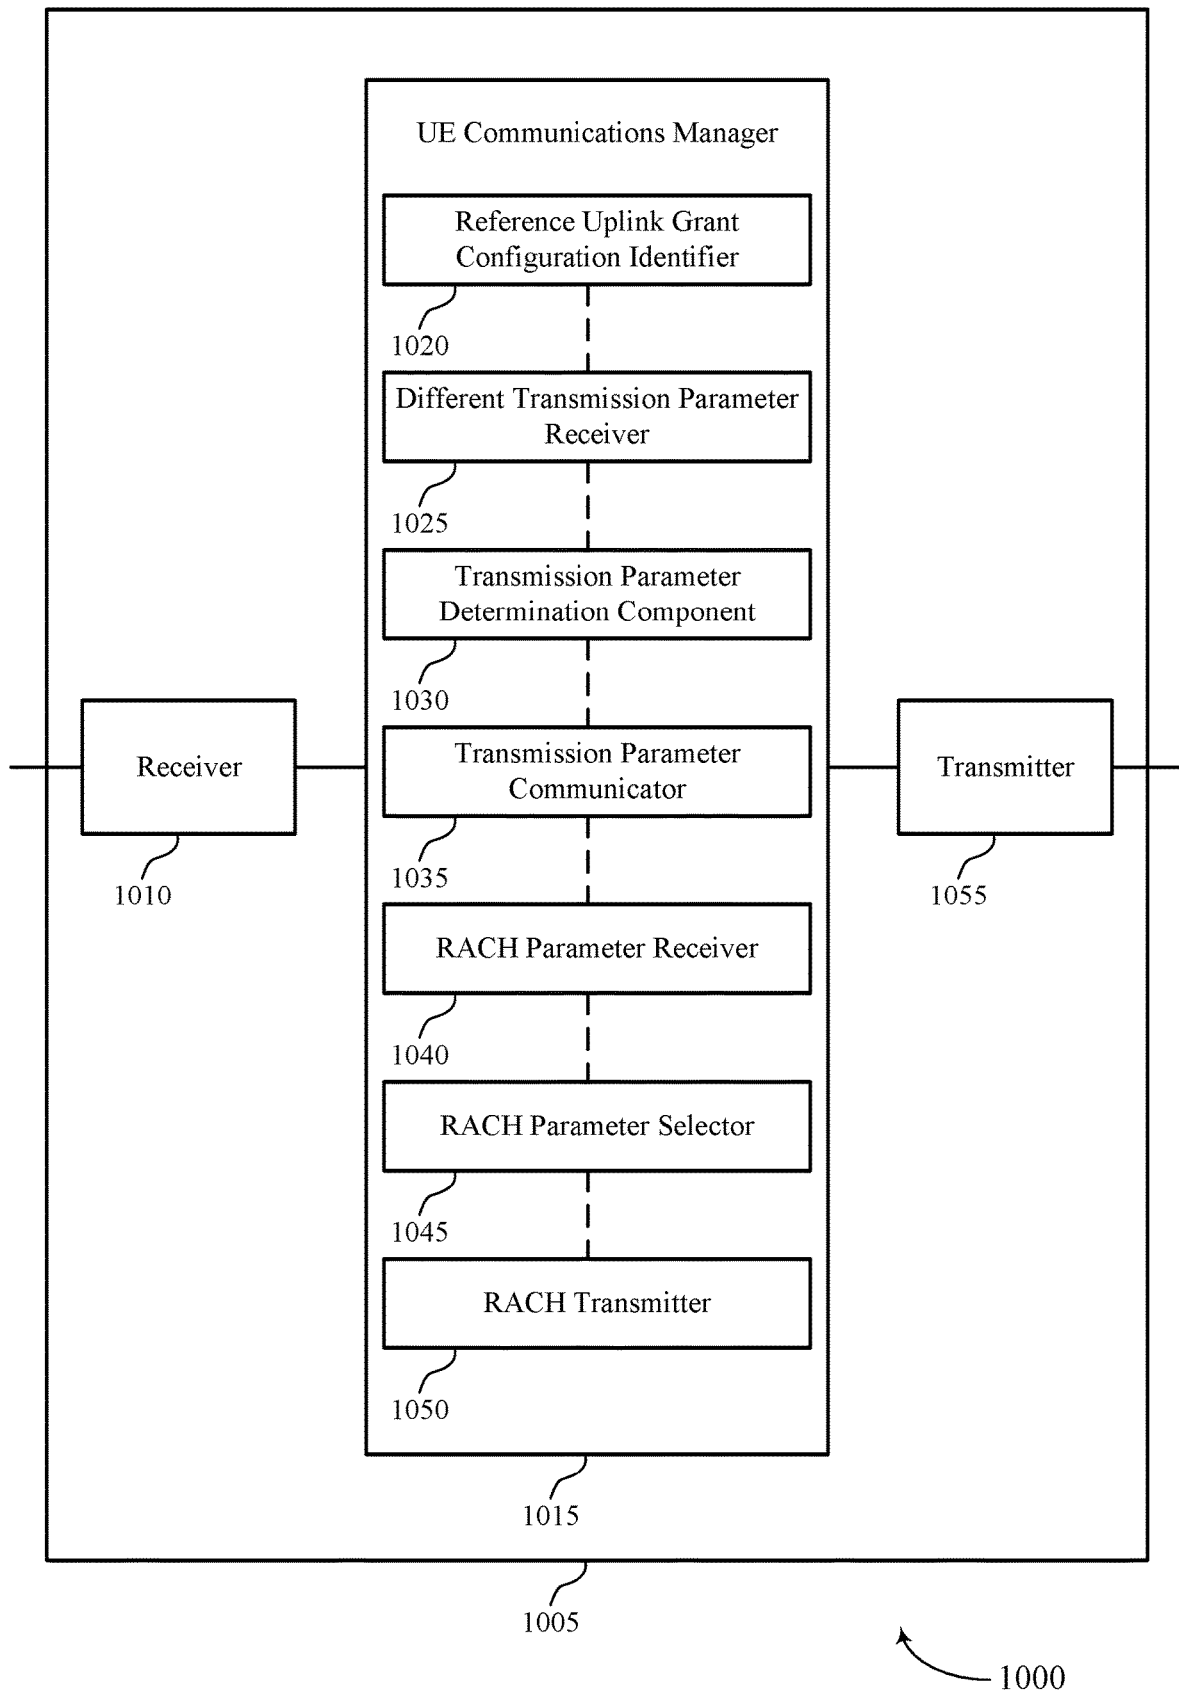 UE Communications Manager
Reference Uplink Grant
Configuration Identifier
1020
Different Transmission Parameter
Receiver
1025
Transmission Parameter
Determination Component
1030
Receiver
1010
Transmission Parameter
Communicator
1035
Transmitter
1055
RACH Parameter Receiver
1040
RACH Parameter Selector
1045
RACH Transmitter
1050
1015
1005
1000